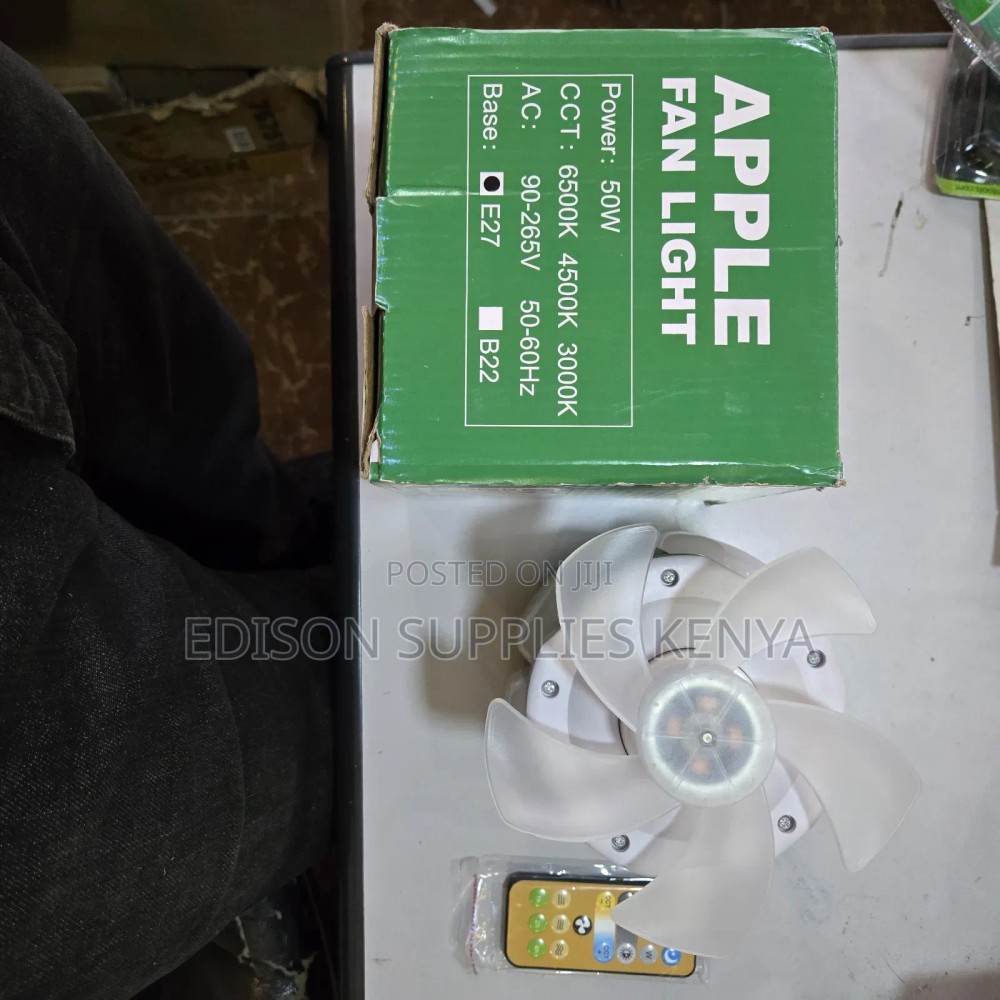 APPLE
FAN LIGHT
Power: 50W
CCT: 6500K 4500K 3000K
AC: 90-265V 50-60Hz
Base: E27 B22
POSTED ON JIJI
EDISON SUPPLIES KENYA